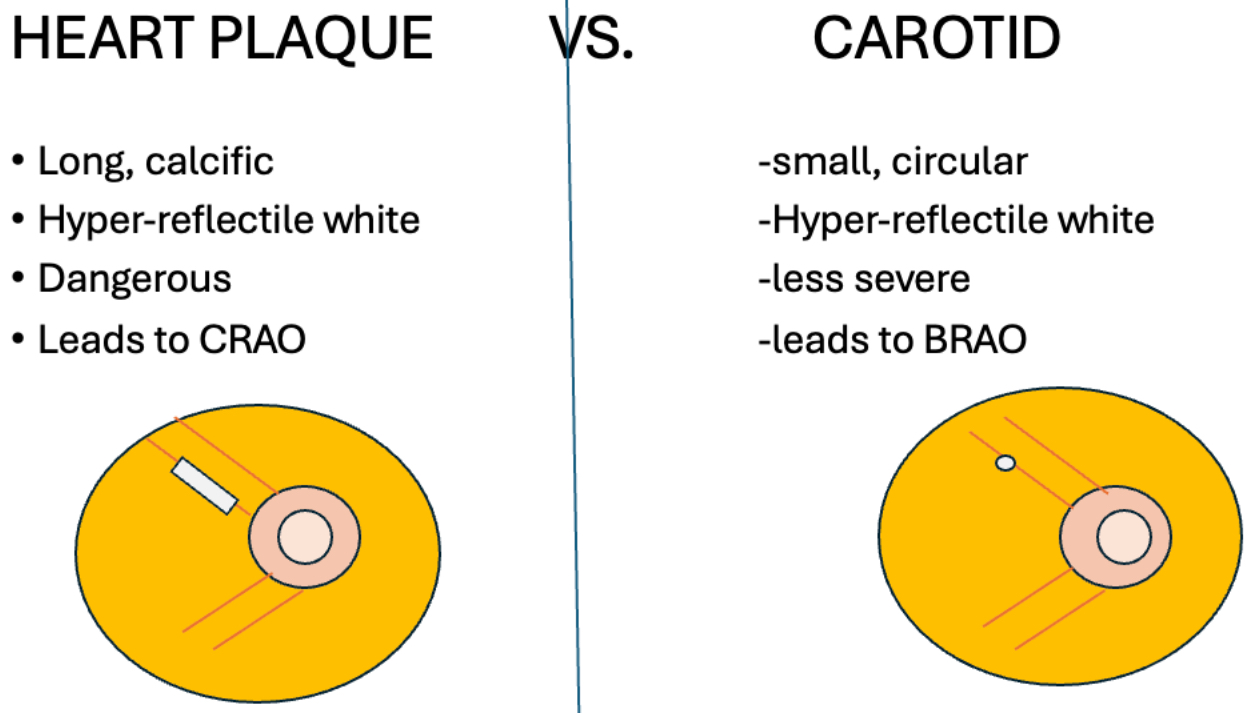 HEART PLAQUE VS. CAROTID
• Long, calcific
• Hyper-reflectile white
• Dangerous
• Leads to CRAO
-small, circular
-Hyper-reflectile white
-less severe
-leads to BRAO